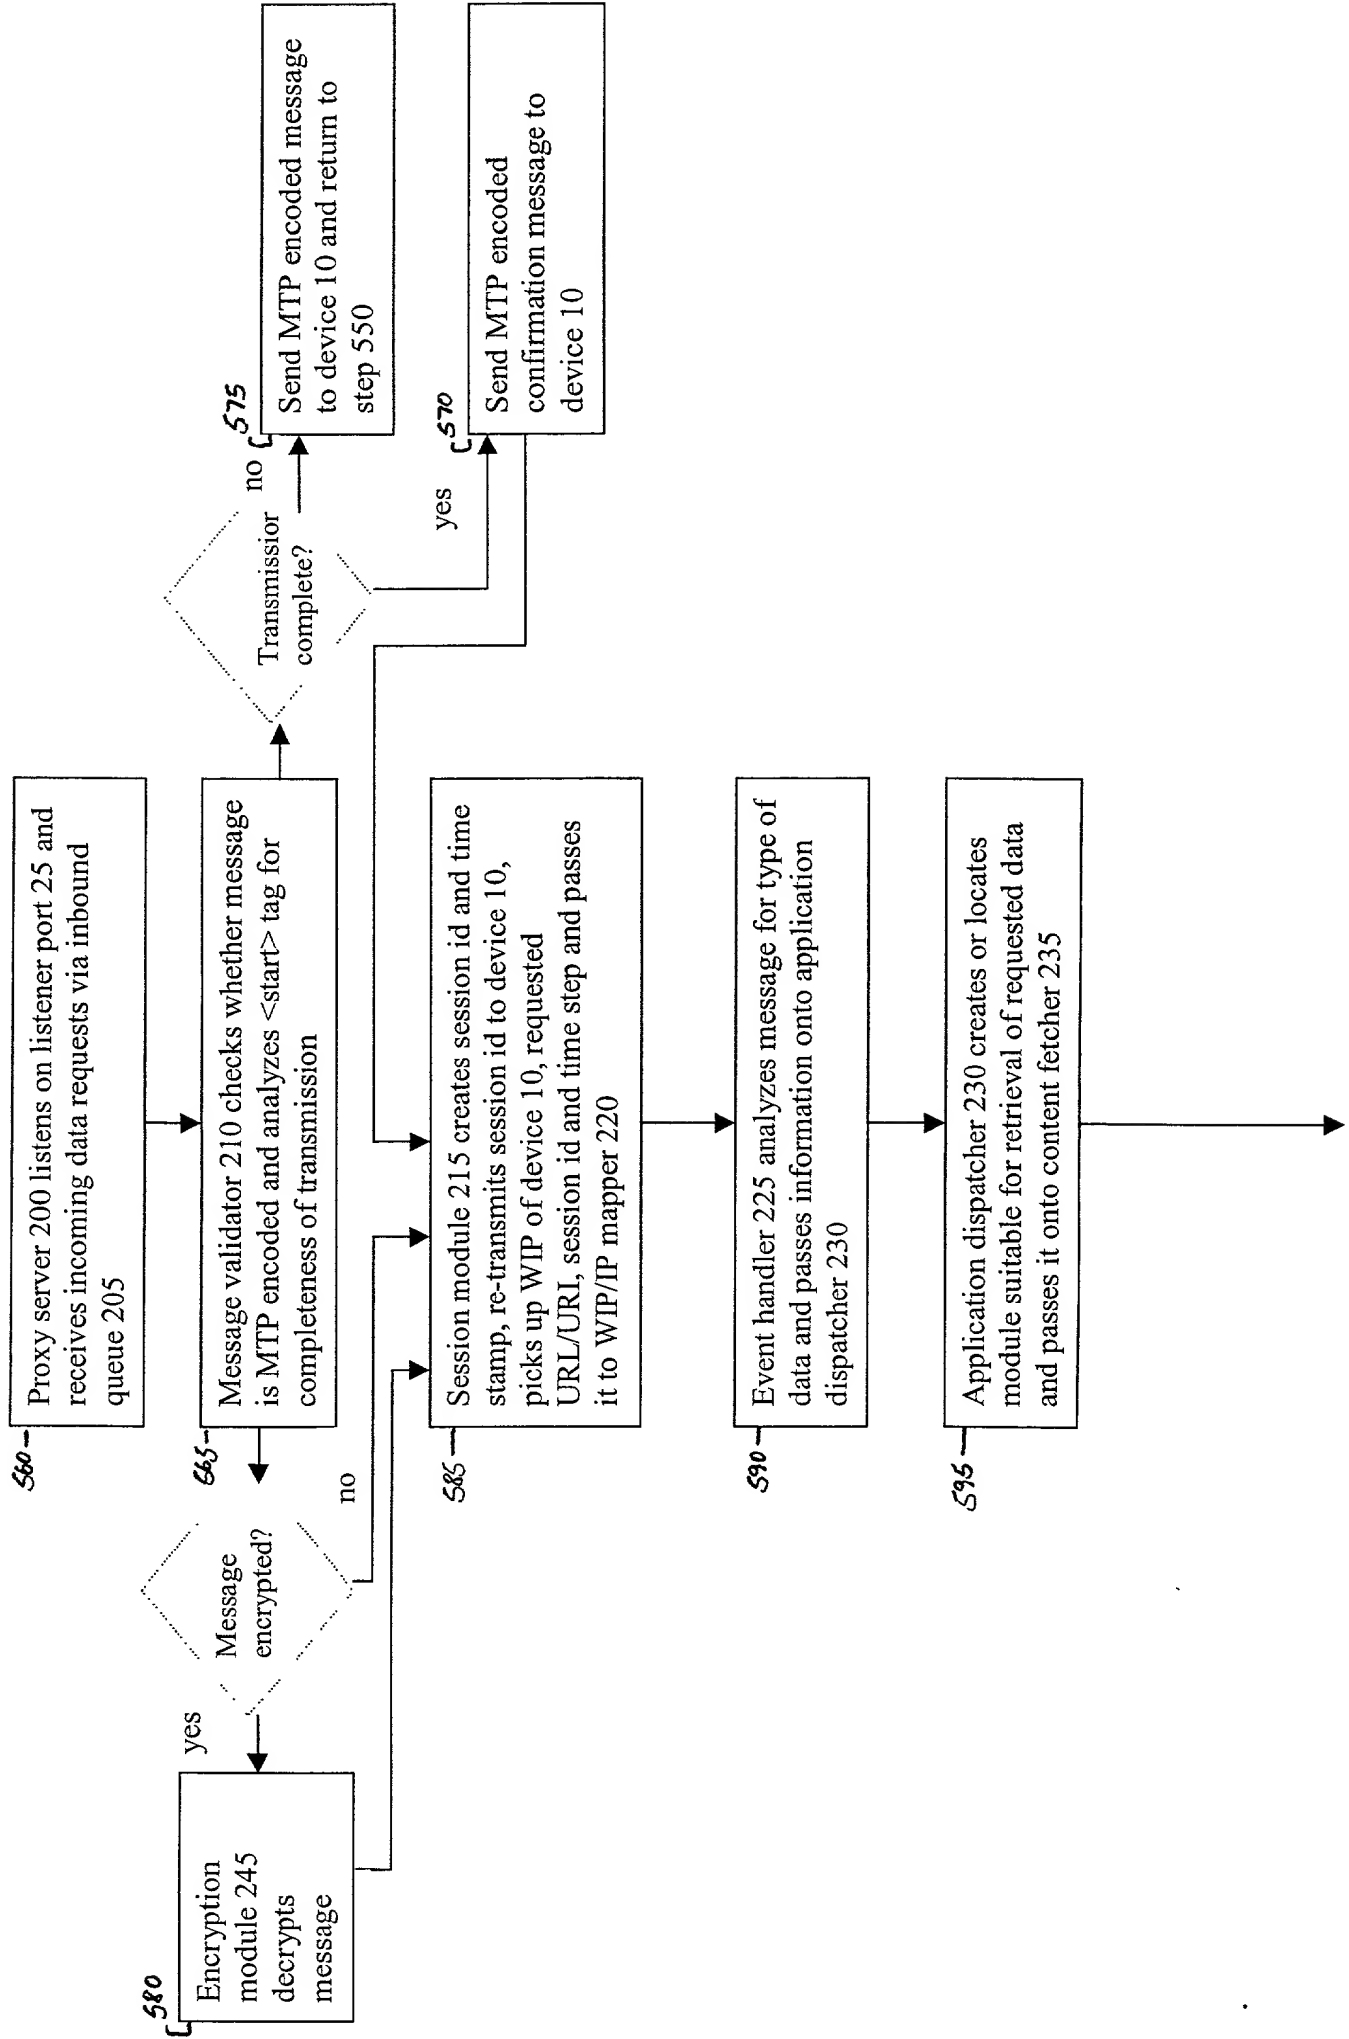 560
Proxy server 200 listens on listener port 25 and
receives incoming data requests via inbound
queue 205
565
Message validator 210 checks whether message
is MTP encoded and analyzes <start> tag for
completeness of transmission
Transmission
complete?
no
575
Send MTP encoded message
to device 10 and return to
step 550
yes
570
Send MTP encoded
confirmation message to
device 10
Message
encrypted?
yes
no
580
Encryption
module 245
decrypts
message
585
Session module 215 creates session id and time
stamp, re-transmits session id to device 10,
picks up WIP of device 10, requested
URL/URI, session id and time step and passes
it to WIP/IP mapper 220
590
Event handler 225 analyzes message for type of
data and passes information onto application
dispatcher 230
595
Application dispatcher 230 creates or locates
module suitable for retrieval of requested data
and passes it onto content fetcher 235